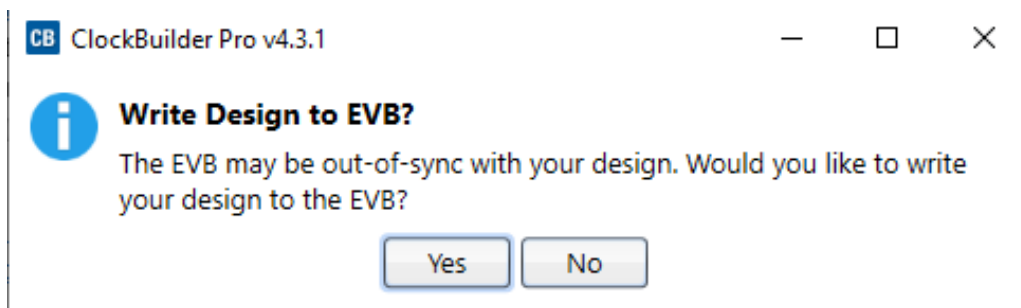 CB ClockBuilder Pro v4.3.1
Write Design to EVB?
The EVB may be out-of-sync with your design. Would you like to write
your design to the EVB?
Yes No